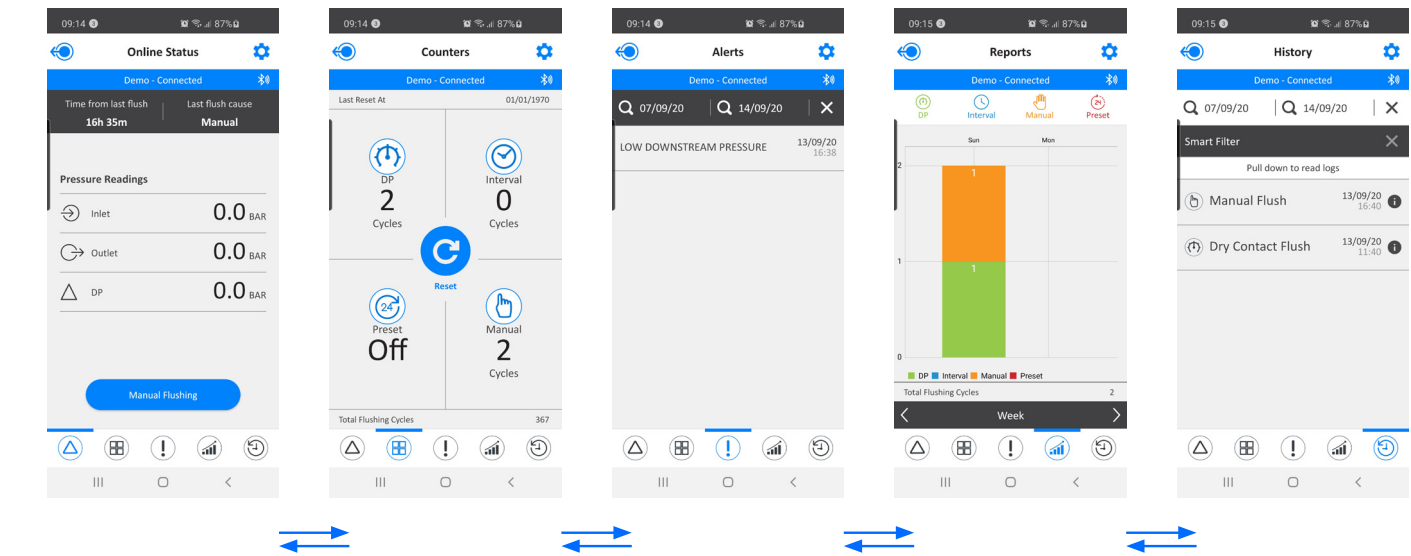 09:14 3 87%
Online Status
Demo - Connected
Time from last flush
Last flush cause
16h 35m
Manual
Pressure Readings
Inlet 0.0 BAR
Outlet 0.0 BAR
DP 0.0 BAR
Manual Flushing
09:14 3 87%
Counters
Demo - Connected
Last Reset At 01/01/1970
DP
2
Cycles
Interval
0
Cycles
Reset
24
Preset
Off
Manual
2
Cycles
Total Flushing Cycles 367
09:14 3 87%
Alerts
Demo - Connected
07/09/20 14/09/20
LOW DOWNSTREAM PRESSURE 13/09/20
16:38
09:15 3 87%
Reports
Demo - Connected
24
DP Interval Manual Preset
Sun Mon
2
1
1
1
0
DP Interval Manual Preset
Total Flushing Cycles 2
Week
09:15 3 87%
History
Demo - Connected
07/09/20 14/09/20
Smart Filter
Pull down to read logs
Manual Flush 13/09/20
16:40
Dry Contact Flush 13/09/20
11:40